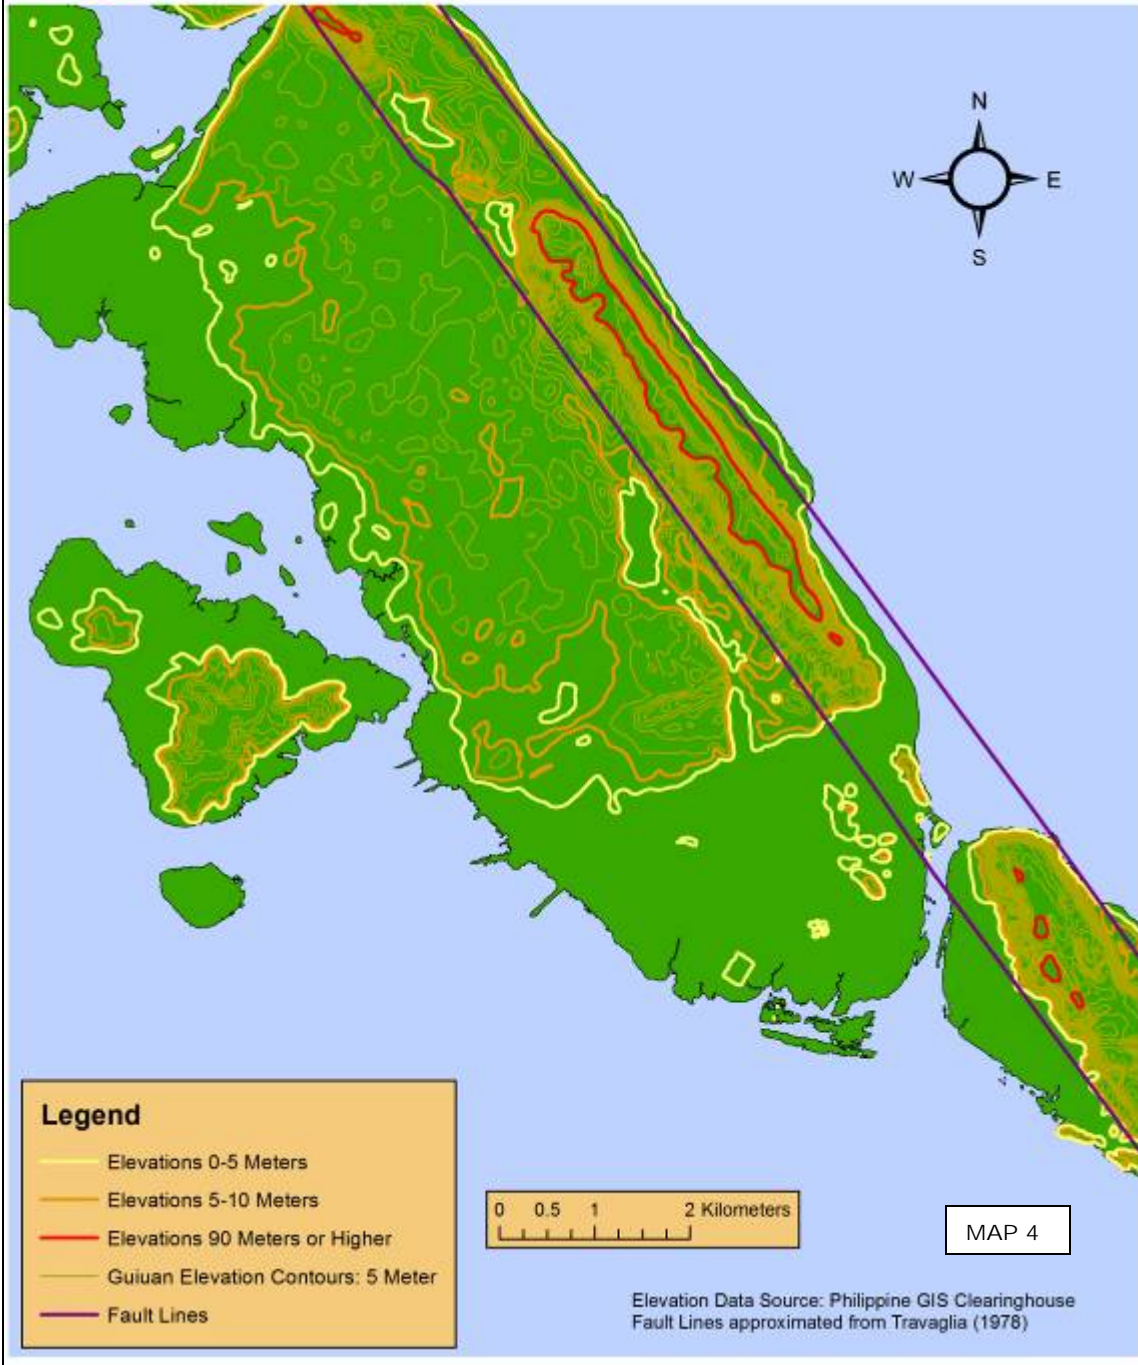 N
W E
S
Legend
Elevations 0-5 Meters
Elevations 5-10 Meters
Elevations 90 Meters or Higher
Guiuan Elevation Contours: 5 Meter
Fault Lines
0 0.5 1 2 Kilometers
MAP 4
Elevation Data Source: Philippine GIS Clearinghouse
Fault Lines approximated from Travaglia (1978)